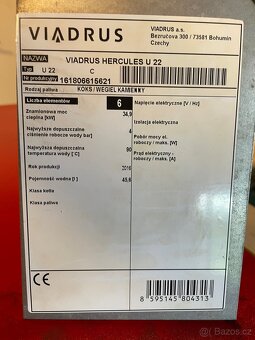 VIADRUS
VIADRUS a.s.
Bezručova 300 / 73581 Bohumín
Czechy
NAZWA VIADRUS HERCULES U 22
Typ U 22 C
Nr produkcyjny 161806615621
Rodzaj paliwa KOKS / WĘGIEL KAMIENNY
Liczba elementów 6 Napięcie elektryczne [V / Hz]
Znamionowa moc cieplna [kW] 34,9
Izolacja elektryczna
Najwyższe dopuszczalne ciśnienie robocze wody bar] 4
Pobór mocy el. roboczy / maks. [W]
Najwyższa dopuszczalna temperatura wody [°C] 90
Prąd elektryczny - roboczy / maks. [A]
Rok produkcji 2016
Pojemność wodna [l] 45,6
Klasa kotła
Klasa paliwa
CE
8 595145 804313
bazoš.cz